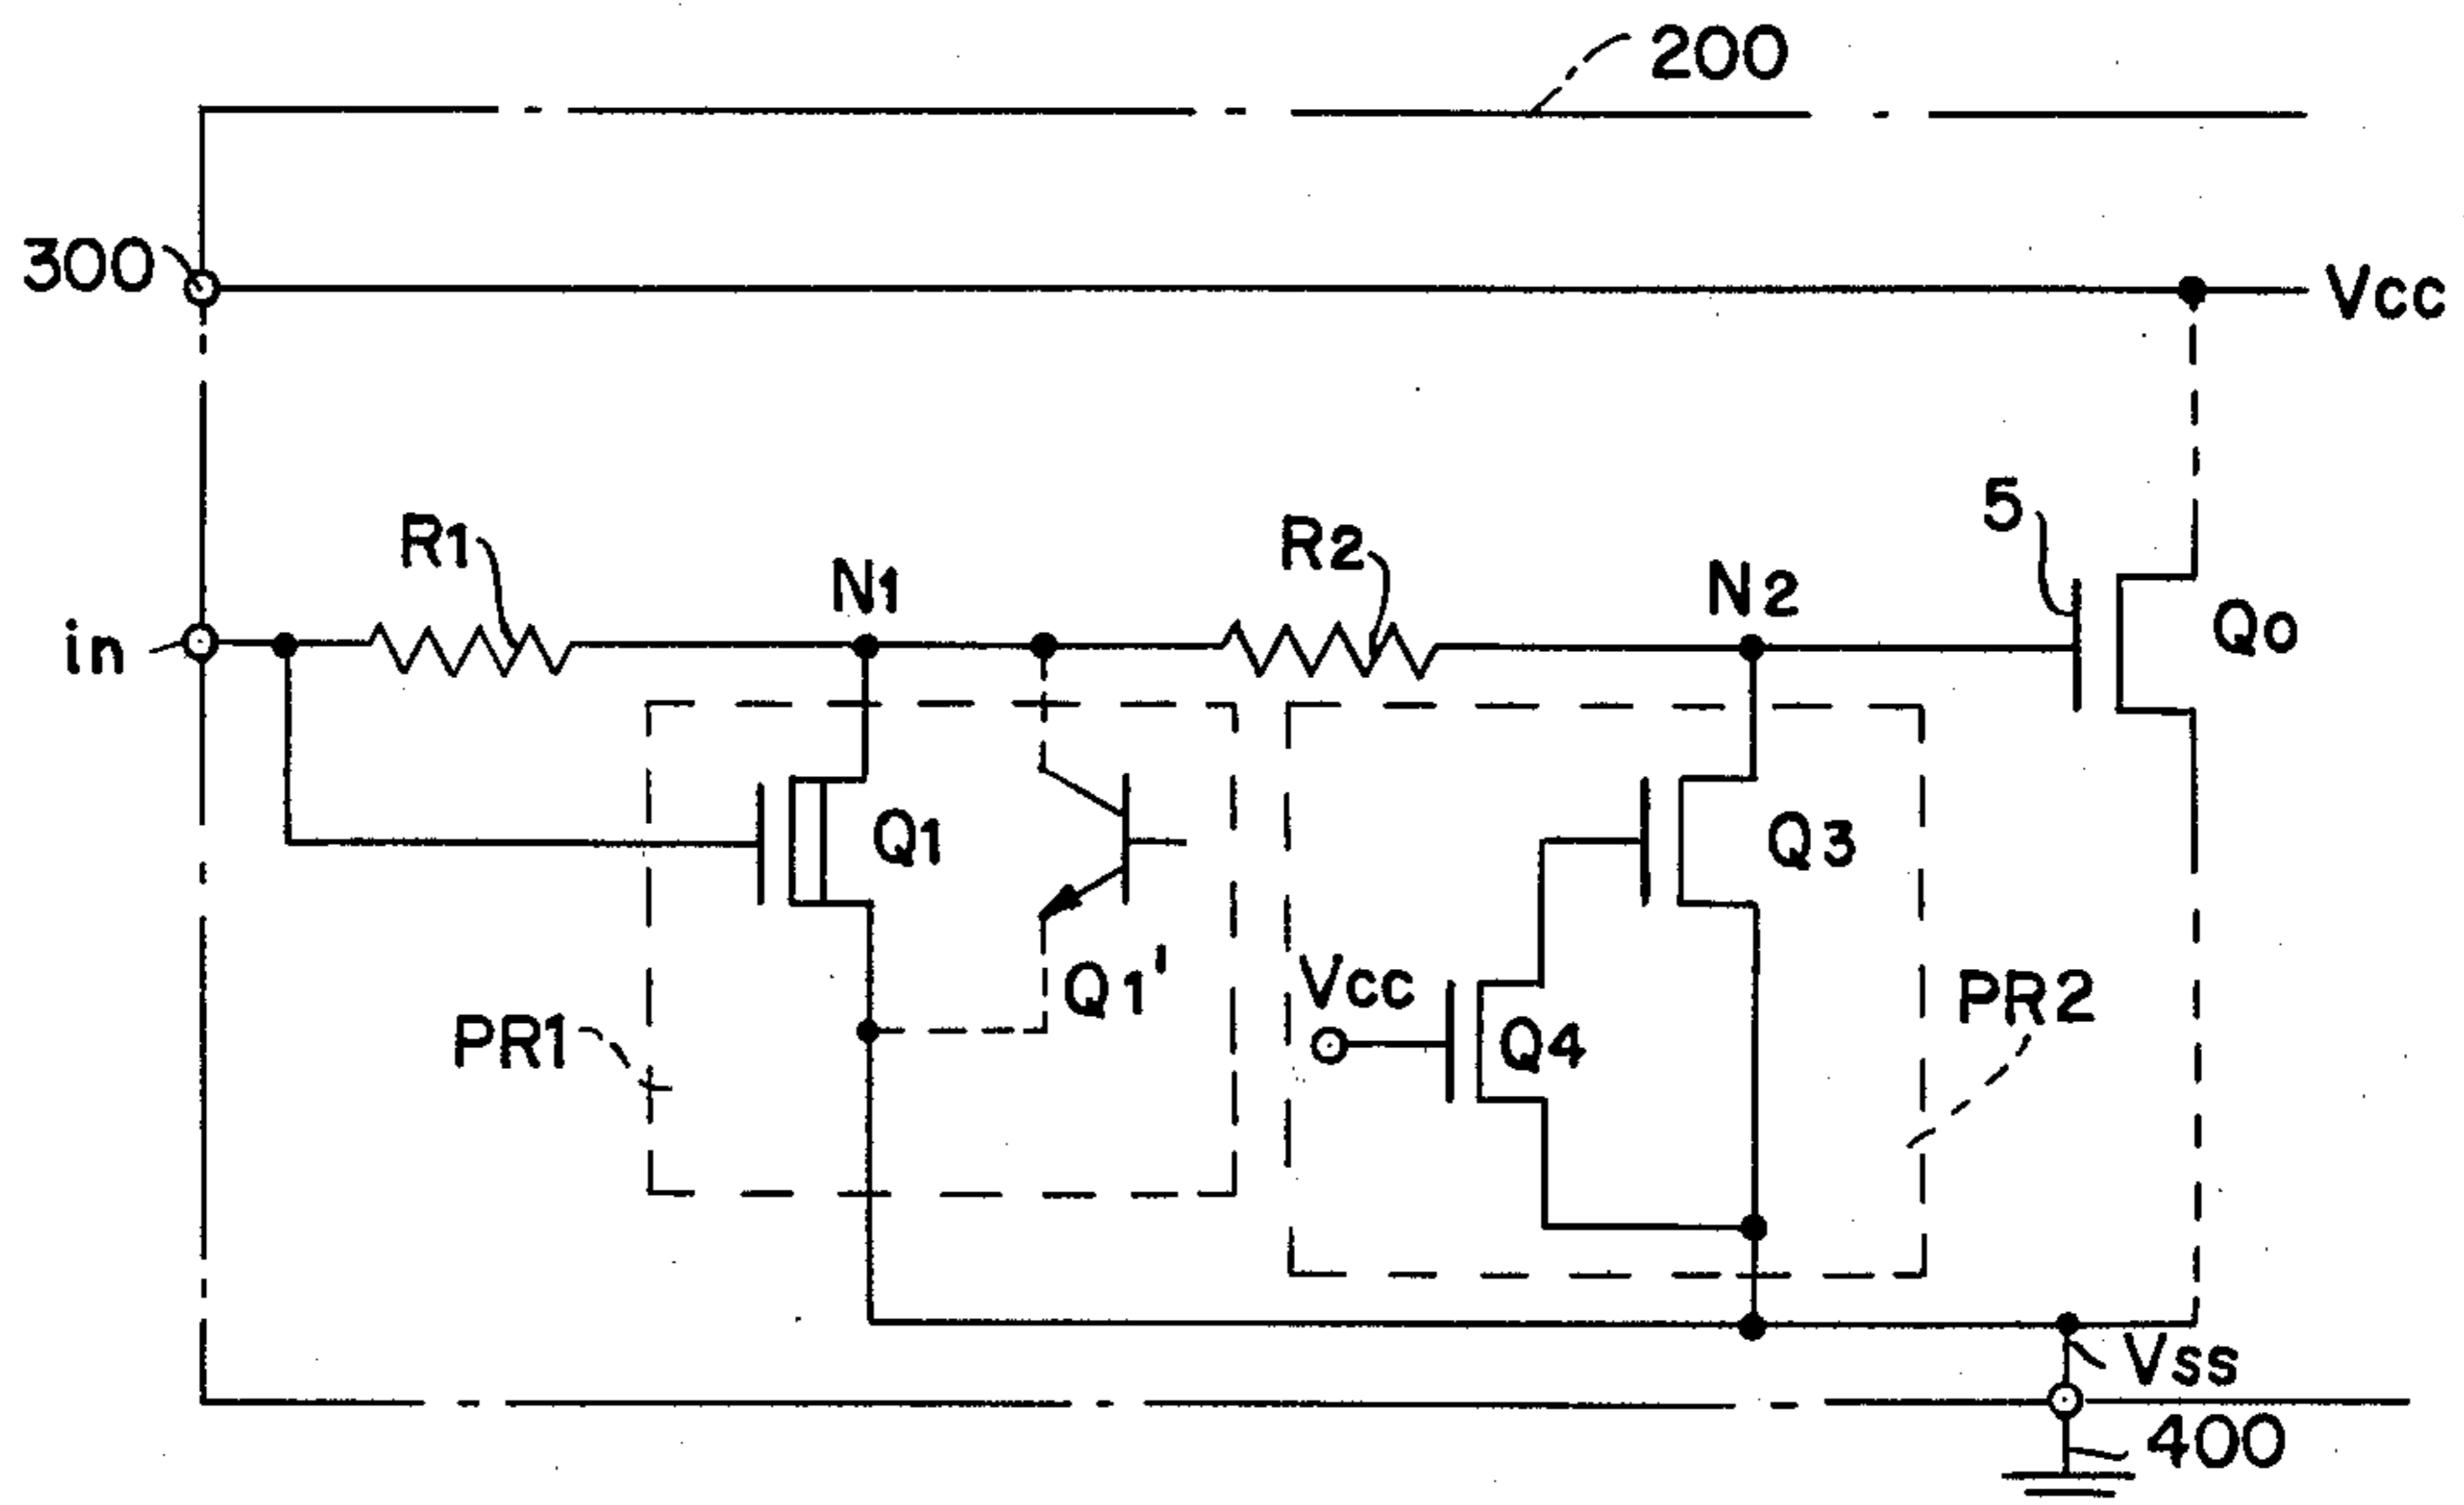 200
300
Vcc
5
R1
R2
N1
N2
Qo
in
Q1
Q3
Vcc
Q1'
PR2
PR1
Q4
Vss
400